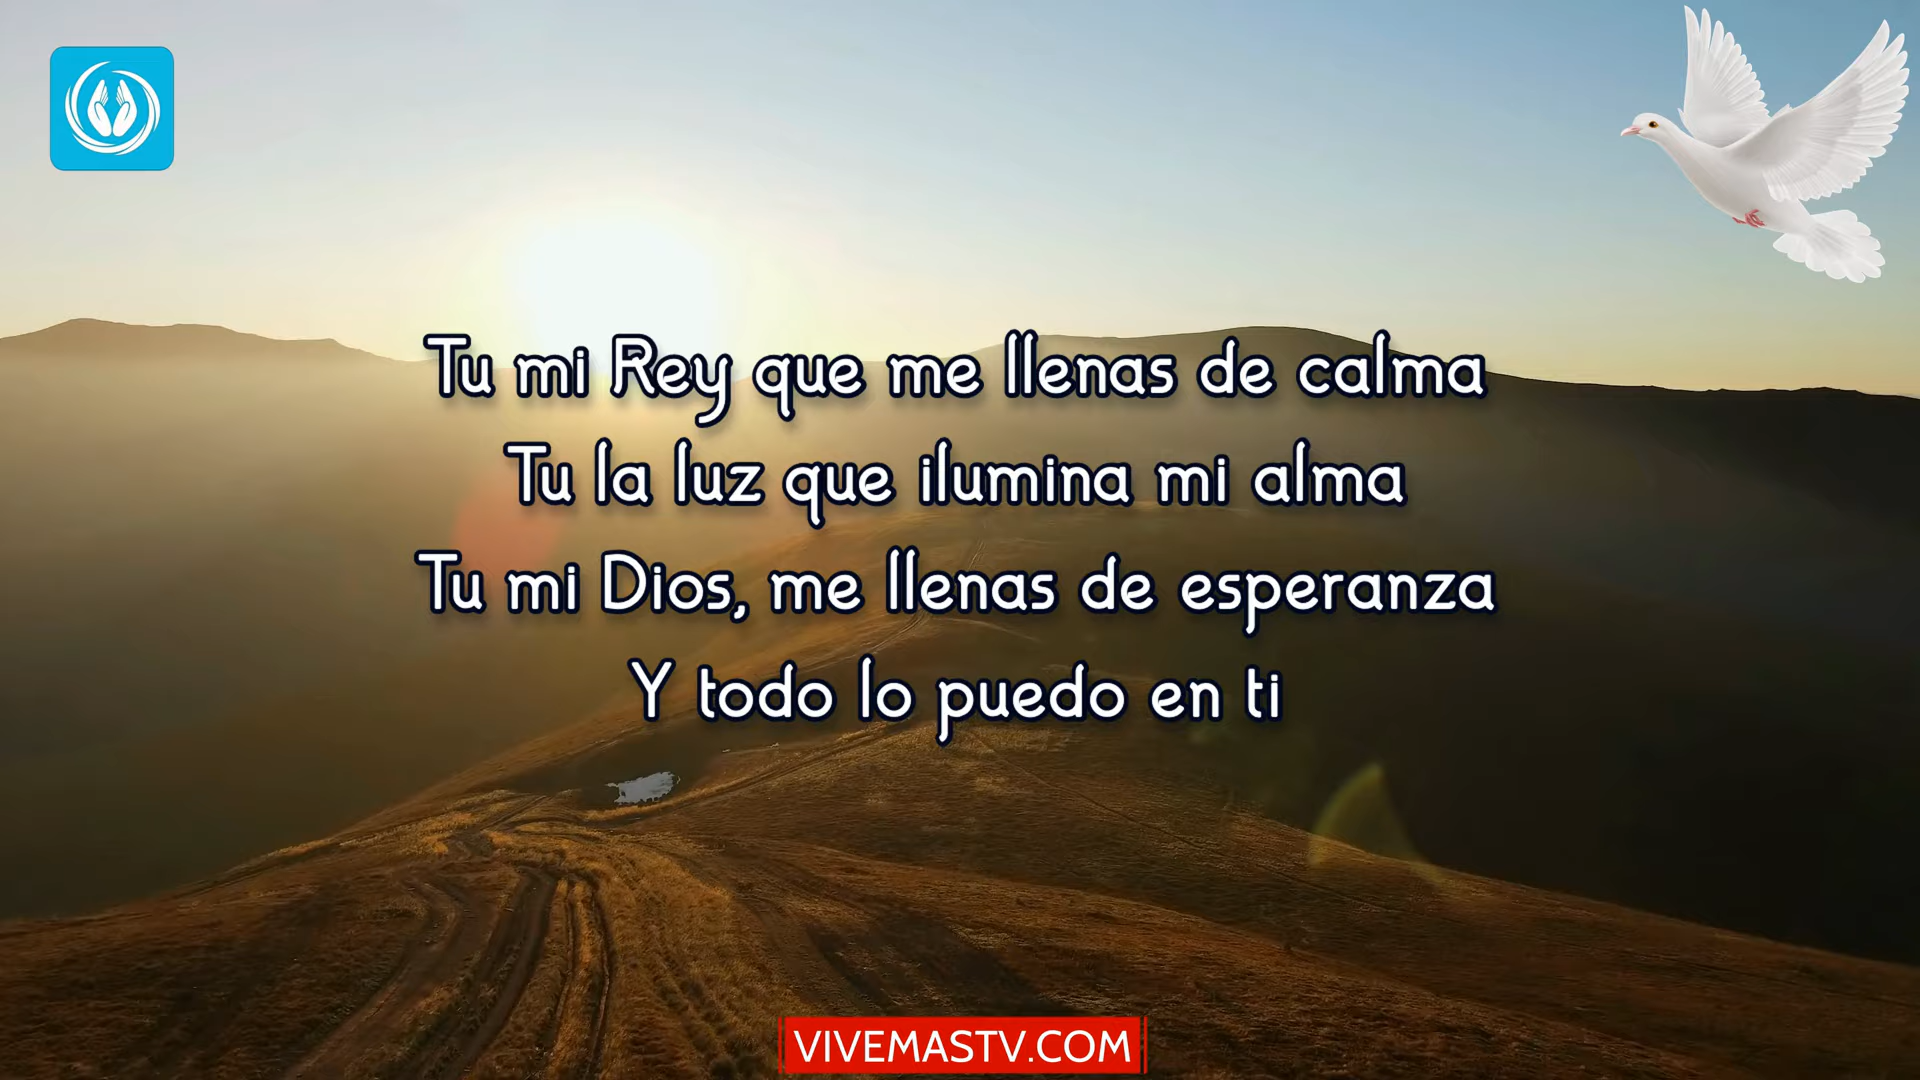 Tu mi Rey que me llenas de calma
Tu la luz que ilumina mi alma
Tu mi Dios, me llenas de esperanza
Y todo lo puedo en ti
VIVEMASTV.COM